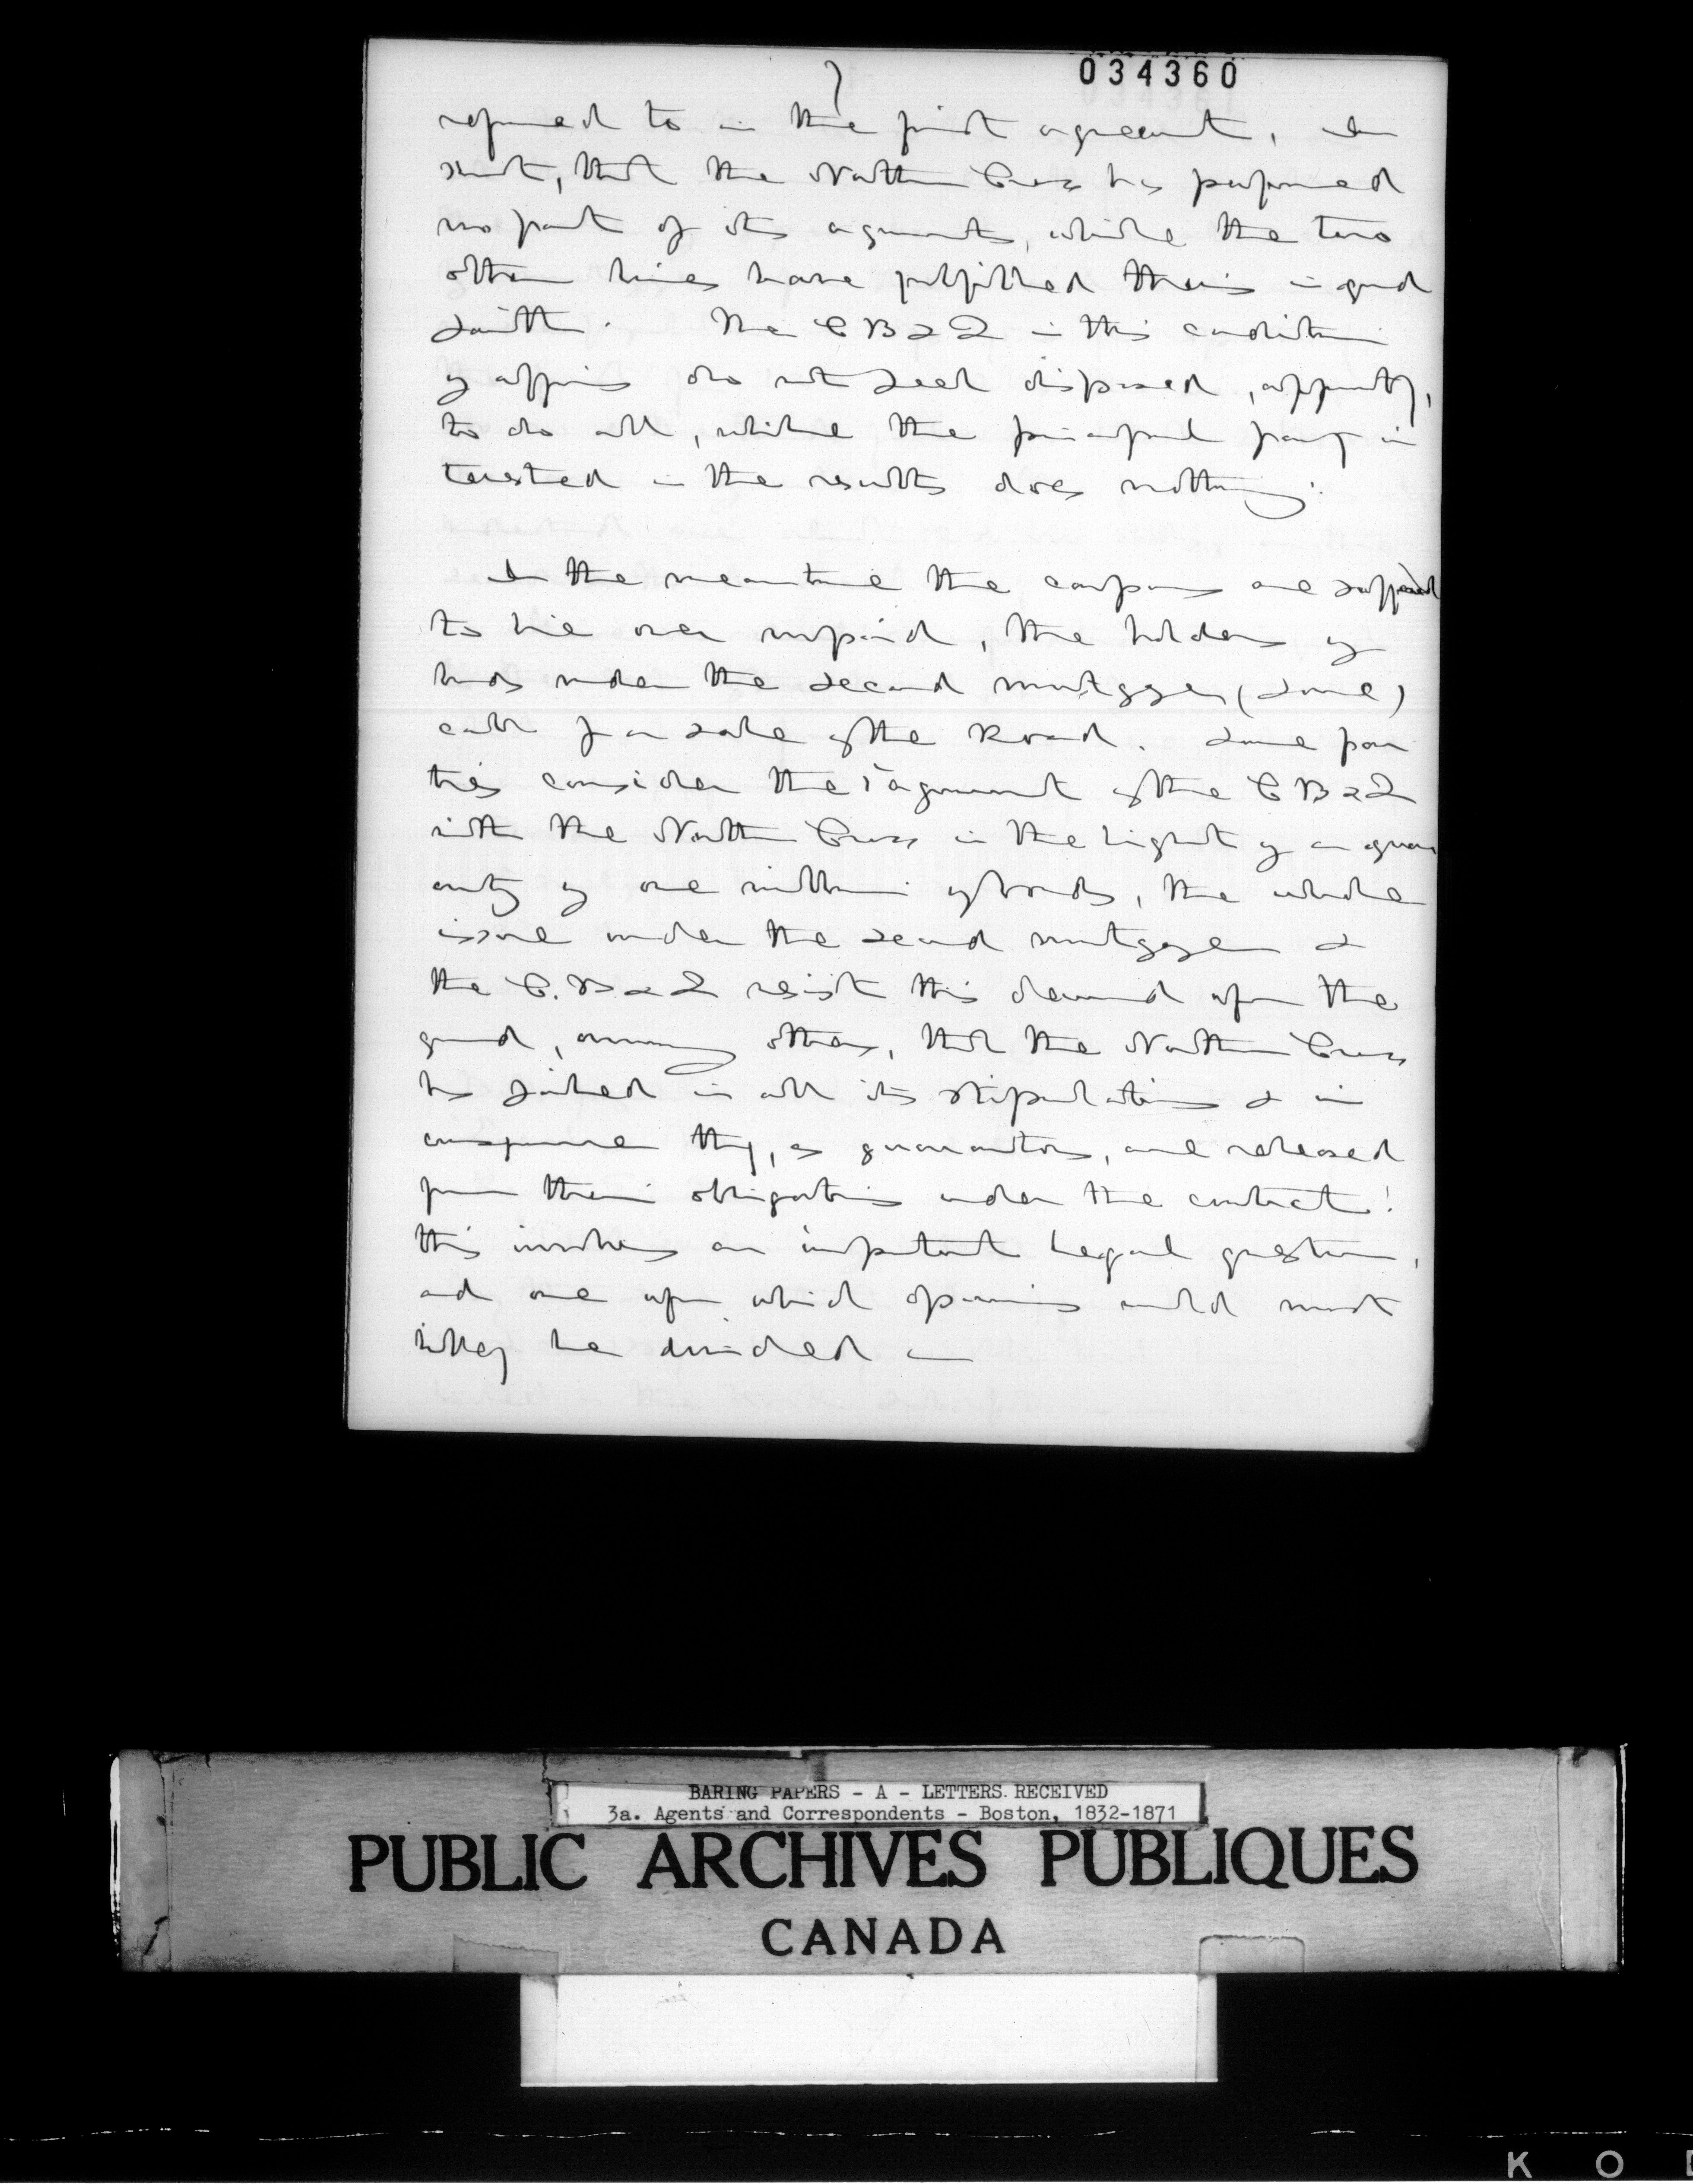 7
034360
referred to in the first agreement, In
short, that the Northern Cross has performed
no part of its agreements, while the two
other lines have fulfilled theirs in good
faith. The C B & Q in this condition
of affairs do not feel disposed, apparently,
to do all, while the principal party in
terested in the results does nothing.
In the meantime the coupons are suffered
to lie over unpaid, the holders of
bonds under the second mortgage (some)
call for a sale of the Road. Some par
ties consider the agreement of the C B & Q
with the Northern Cross in the light of a guar
anty of one million of bonds, the whole
issue under the second mortgage &
the C. B & Q resist this demand upon the
ground, among others, that the Northern Cross
has failed in all its stipulations & in
consequence they, as guarantors, are released
from their obligations under the contract!
This involves an important legal question,
and one upon which opinions would most
likely be divided
BARING PAPERS - A - LETTERS RECEIVED
3a. Agents and Correspondents - Boston, 1832-1871
PUBLIC ARCHIVES PUBLIQUES
CANADA
K O